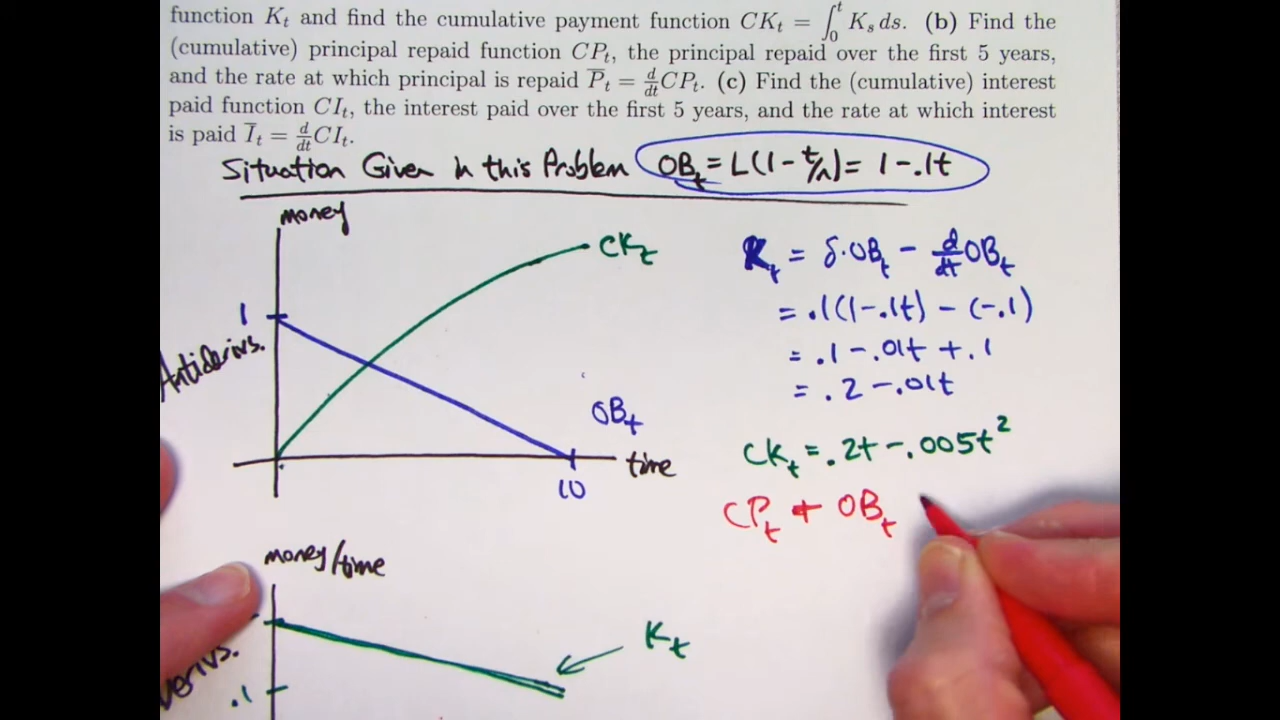 function K_t and find the cumulative payment function CK_t = ∫_0^t K_s ds. (b) Find the
(cumulative) principal repaid function CP_t, the principal repaid over the first 5 years,
and the rate at which principal is repaid P̅_t = d/dt CP_t. (c) Find the (cumulative) interest
paid function CI_t, the interest paid over the first 5 years, and the rate at which interest
is paid I̅_t = d/dt CI_t.
Situation Given in this Problem OB_t = L(1 - t/n) = 1 - .1t
money
CK_t
K_t = δ·OB_t - d/dt OB_t
1
= .1(1-.1t) - (-.1)
Antiderivs.
= .1 - .01t + .1
= .2 - .01t
OB_t
CK_t = .2t - .005t²
time
10
CP_t + OB_t
money/time
K_t
.1